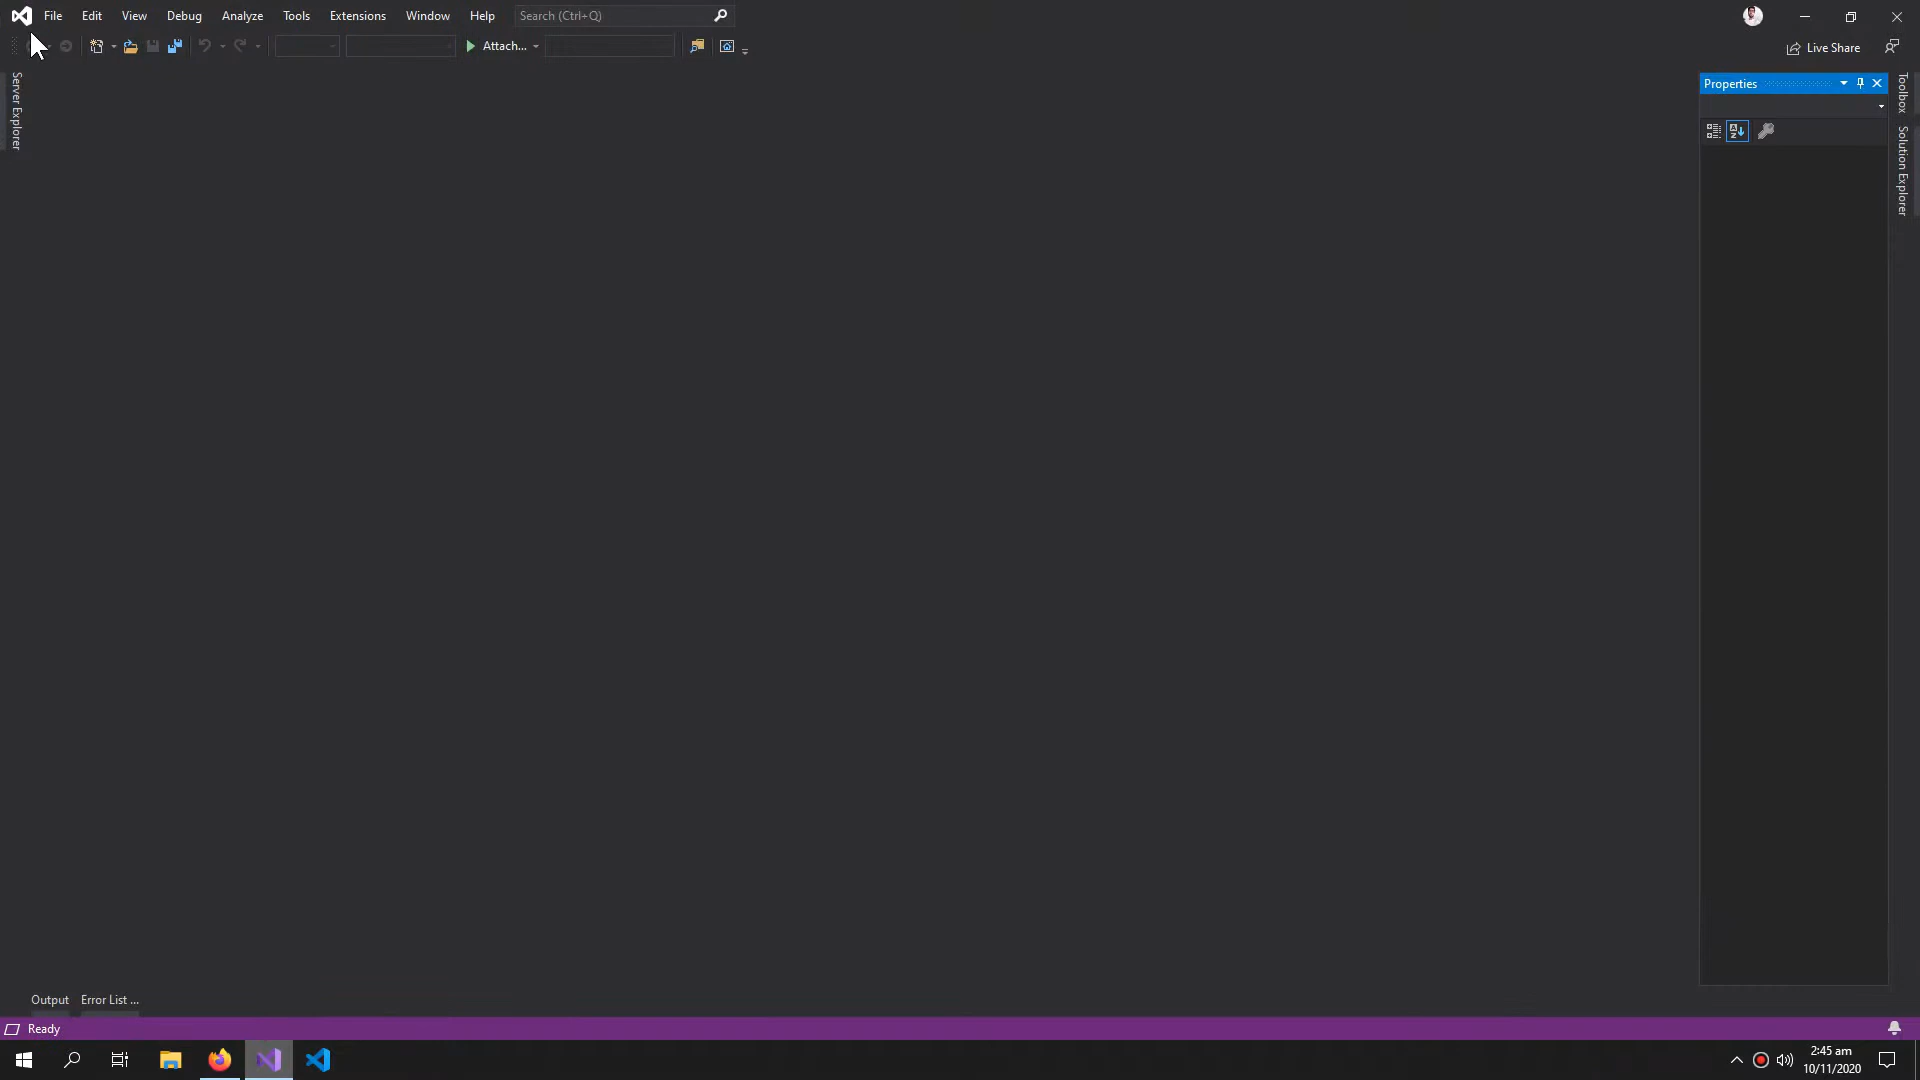 File Edit View Debug Analyze Tools Extensions Window Help Search (Ctrl+Q)
Attach...
Live Share
Server Explorer
Properties
Toolbox
Solution Explorer
Output Error List ...
Ready
2:45 am
10/11/2020